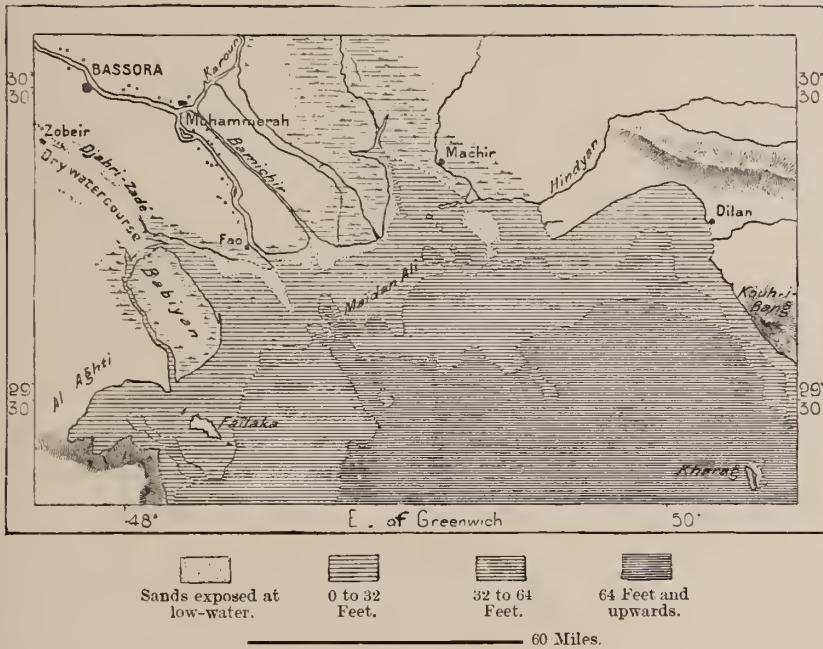 30°
30'
30°
30'
BASSORA
Karoun
Mohammerah
Zobeir
Djahri-Zade
Dry watercourse
Bamichir
Machir
Hindyan
Dilan
Fao
Babiyan
Maidan Ali
Kouh-i-
Bang
29°
30'
29°
30'
Al Aghti
Failaka
Kharag
48°
E. of Greenwich
50°
Sands exposed at
low-water.
0 to 32
Feet.
32 to 64
Feet.
64 Feet and
upwards.
60 Miles.